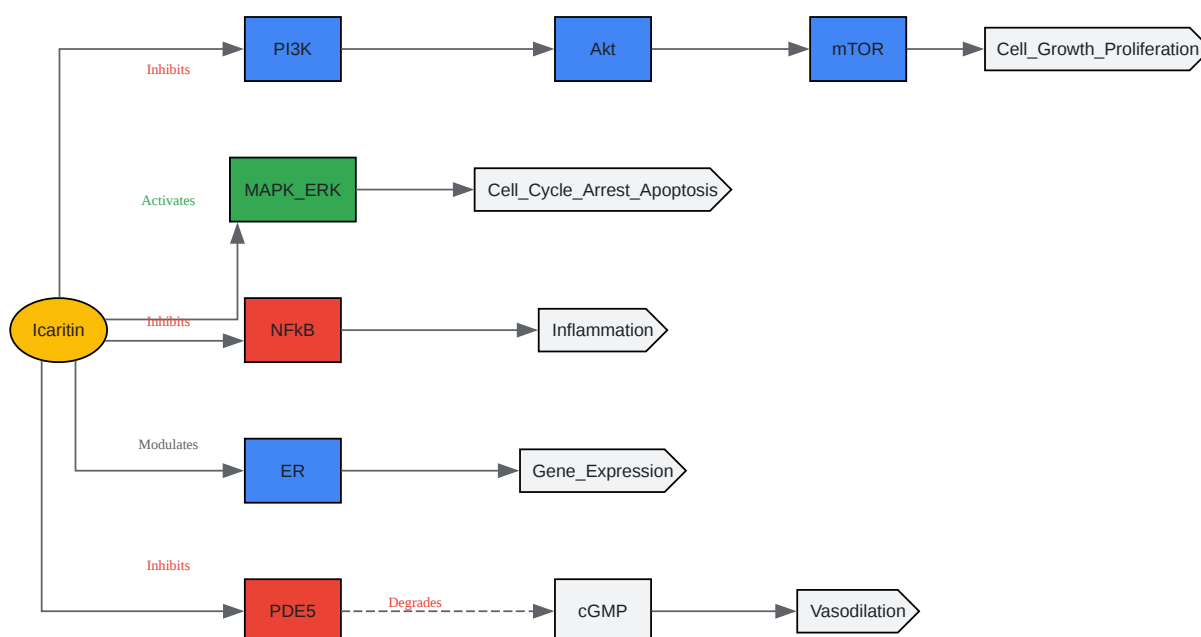 PI3K
Akt
mTOR
Cell_Growth_Proliferation
Inhibits
MAPK_ERK
Cell_Cycle_Arrest_Apoptosis
Activates
Inhibits
Icaritin
NFkB
Inflammation
Modulates
ER
Gene_Expression
Inhibits
PDE5
Degrades
cGMP
Vasodilation